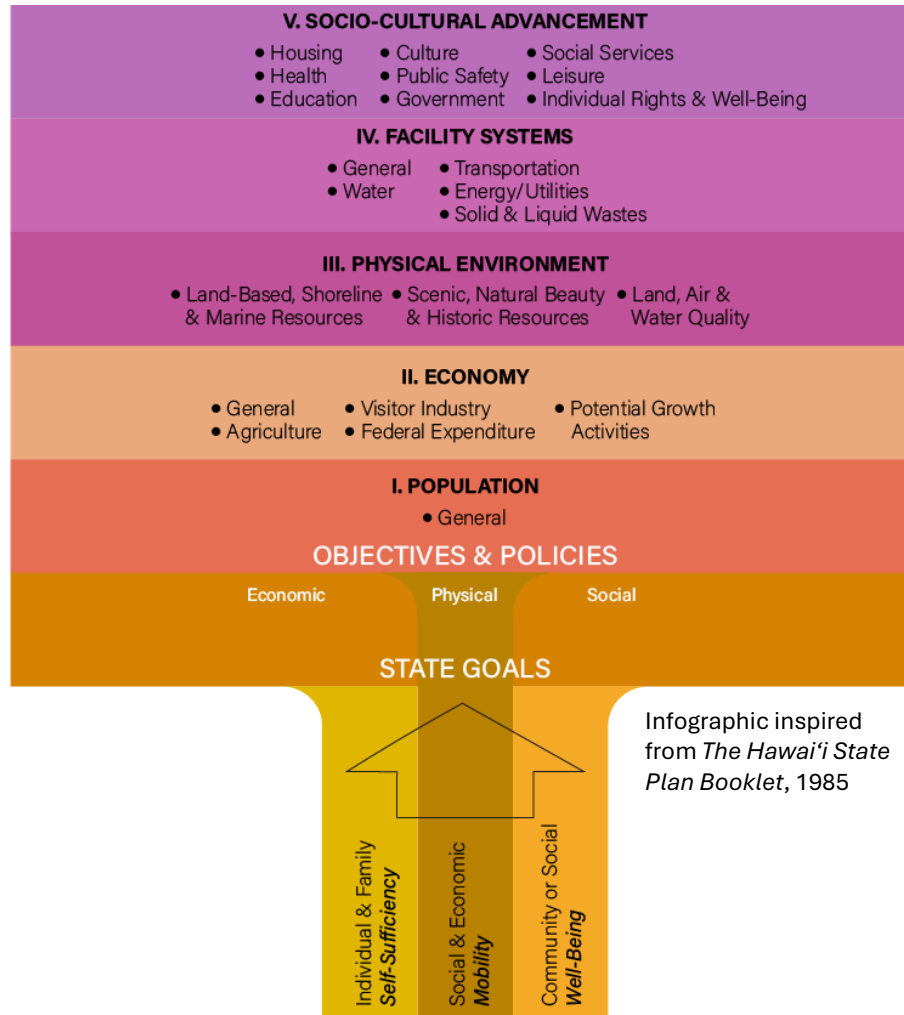 V. SOCIO-CULTURAL ADVANCEMENT
• Housing • Culture • Social Services
• Health • Public Safety • Leisure
• Education • Government • Individual Rights & Well-Being
IV. FACILITY SYSTEMS
• General • Transportation
• Water • Energy/Utilities
• Solid & Liquid Wastes
III. PHYSICAL ENVIRONMENT
• Land-Based, Shoreline • Scenic, Natural Beauty • Land, Air &
& Marine Resources & Historic Resources Water Quality
II. ECONOMY
• General • Visitor Industry • Potential Growth
• Agriculture • Federal Expenditure Activities
I. POPULATION
• General
OBJECTIVES & POLICIES
Economic Physical Social
STATE GOALS
Infographic inspired
from The Hawaiʻi State
Plan Booklet, 1985
Individual & Family
Self-Sufficiency
Social & Economic
Mobility
Community or Social
Well-Being